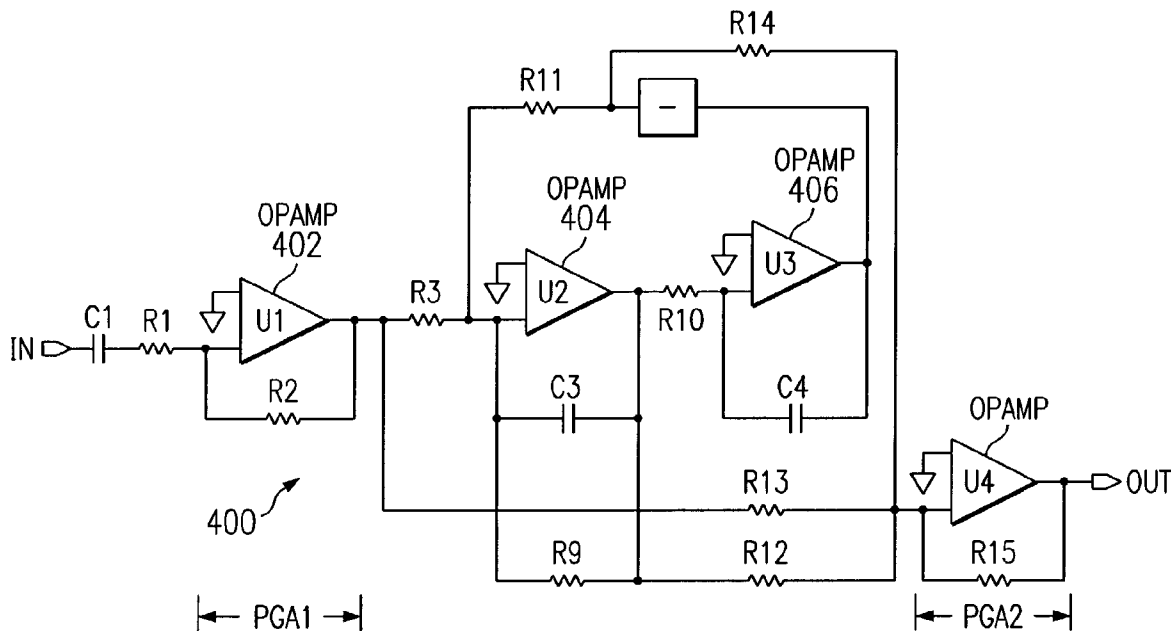 R14
R11
−
OPAMP
406
OPAMP
404
OPAMP
402
U3
U2
R3
R10
C1
R1
U1
IN
R2
C3
C4
OPAMP
R13
U4
OUT
400
R9
R12
R15
PGA1
PGA2